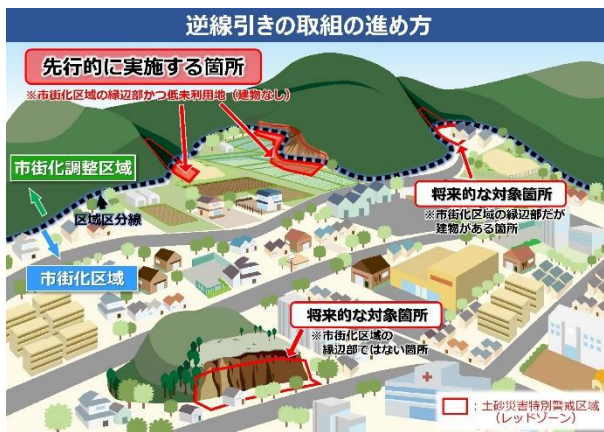 逆線引きの取組の進め方
先行的に実施する箇所
※市街化区域の縁辺部かつ低未利用地（建物なし）
市街化調整区域
区域区分線
市街化区域
将来的な対象箇所
※市街化区域の縁辺部だが
建物がある箇所
将来的な対象箇所
※市街化区域の
縁辺部ではない箇所
：土砂災害特別警戒区域
（レッドゾーン）